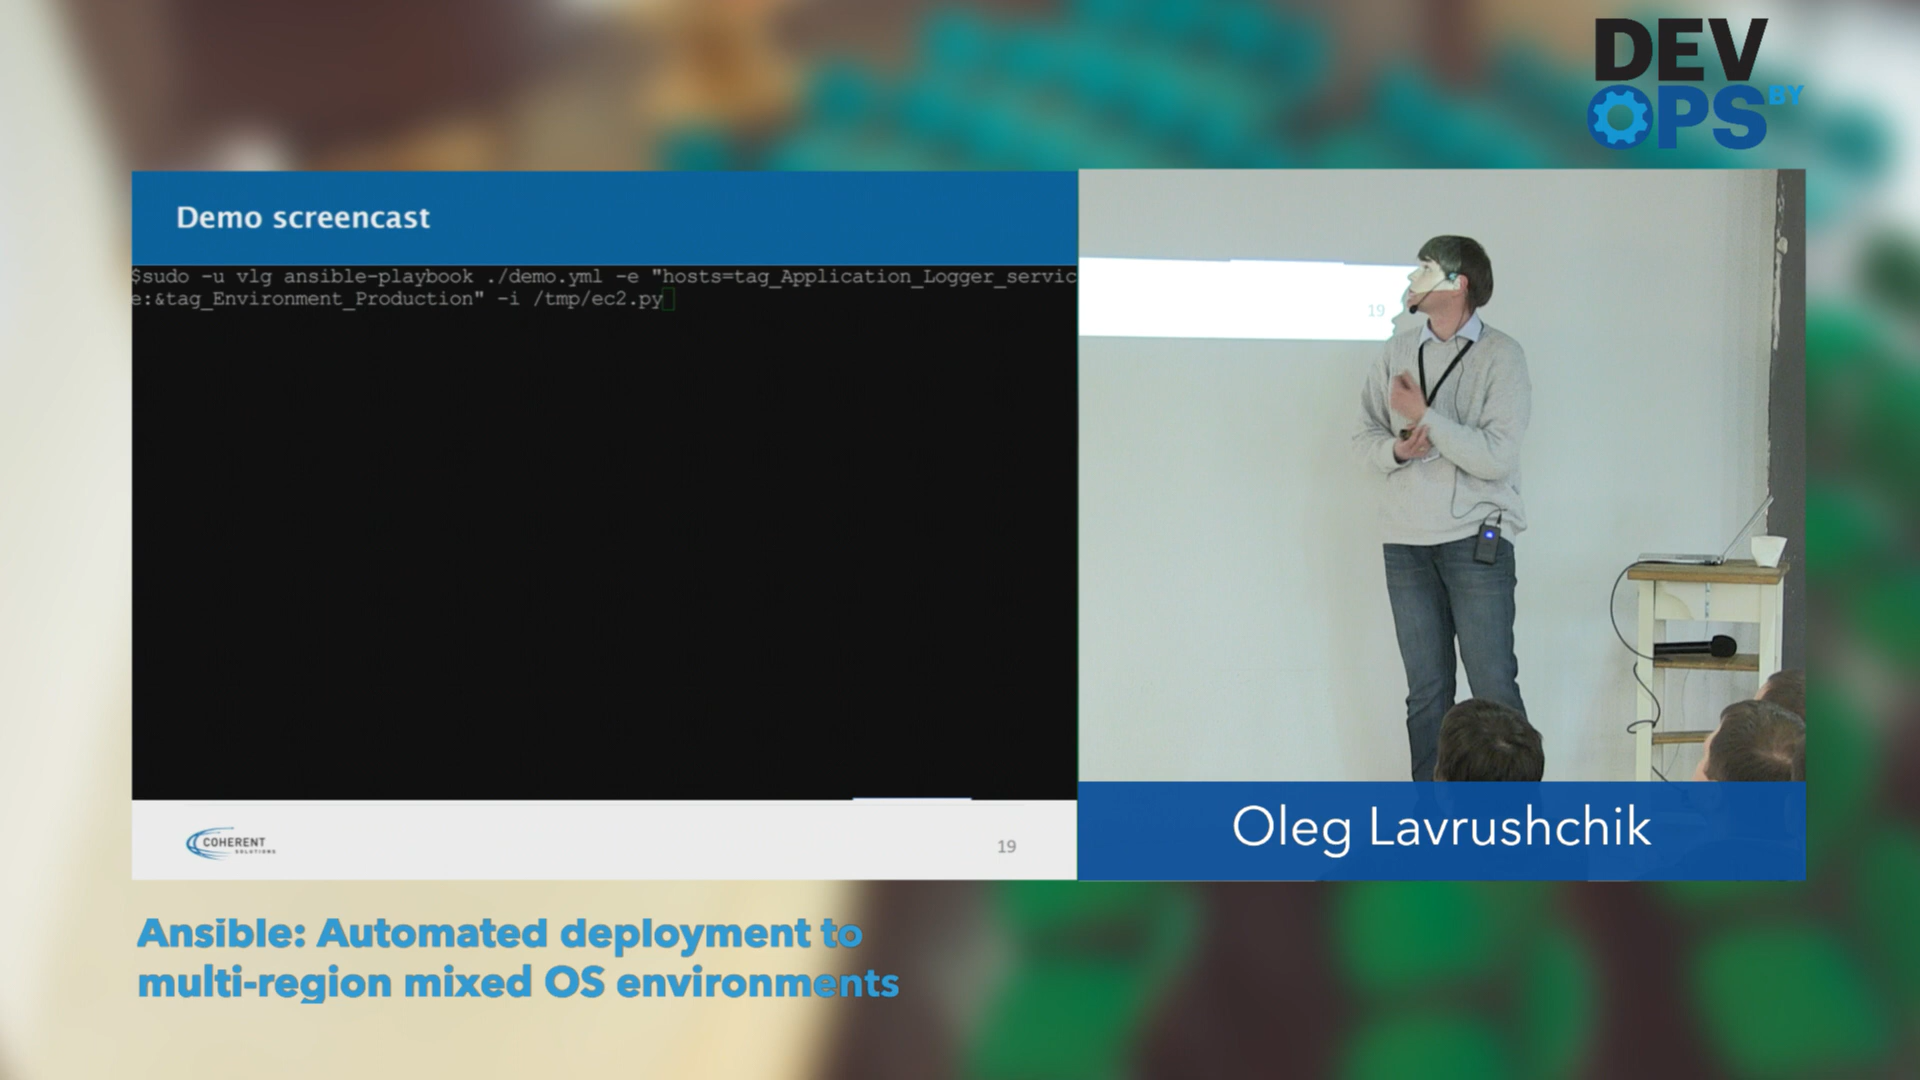 DEV
OPS BY
Demo screencast
$sudo -u vlg ansible-playbook ./demo.yml -e "hosts=tag_Application_Logger_servic
e:&tag_Environment_Production" -i /tmp/ec2.py
19
COHERENT
SOLUTIONS
19
Oleg Lavrushchik
Ansible: Automated deployment to
multi-region mixed OS environments